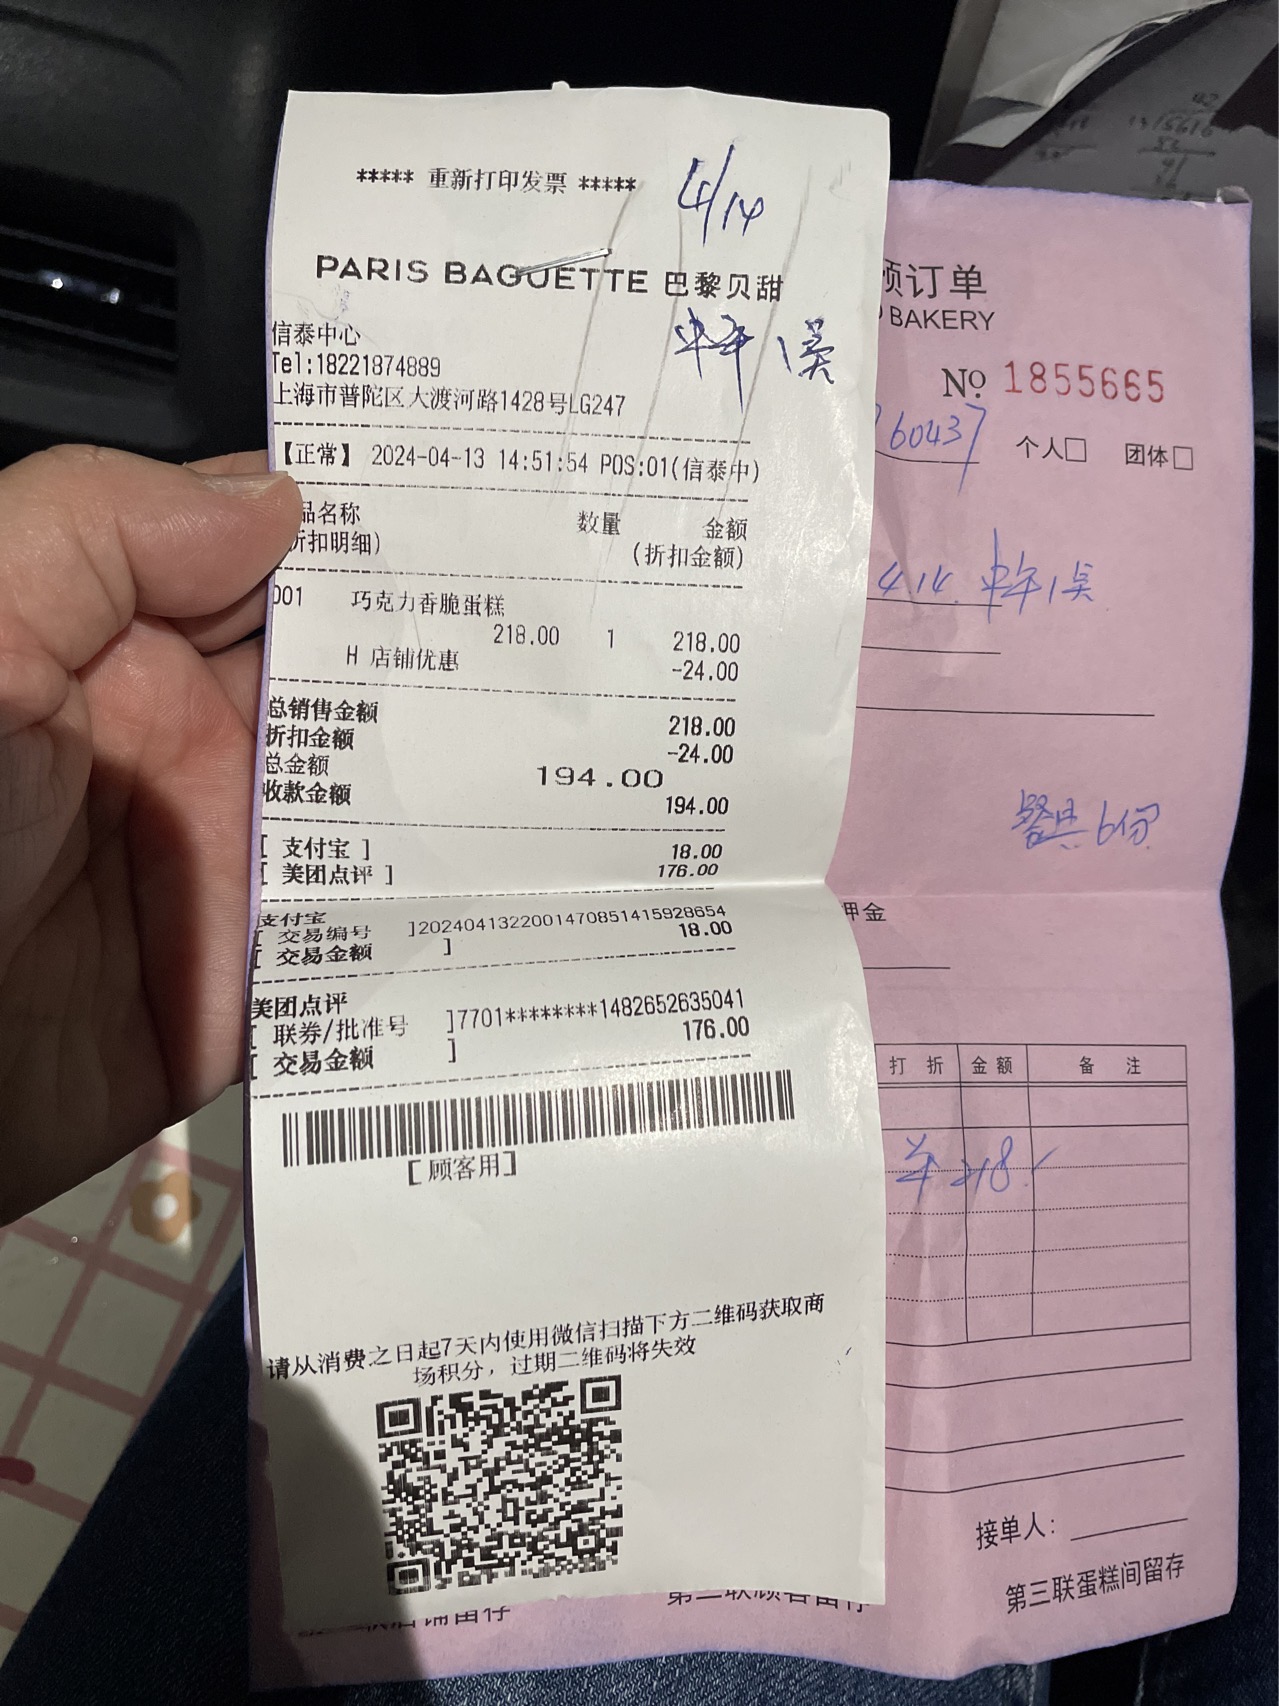 ***** 重新打印发票 *****
4/14
PARIS BAGUETTE 巴黎贝甜
中午1点
信泰中心
Tel:18221874889
上海市普陀区大渡河路1428号LG247
【正常】 2024-04-13 14:51:54 POS:01(信泰中)
品名称 数量 金额
折扣明细) (折扣金额)
001 巧克力香脆蛋糕
218.00 1 218.00
H 店铺优惠 -24.00
总销售金额 218.00
折扣金额 -24.00
总金额 194.00
收款金额 194.00
[ 支付宝 ] 18.00
[ 美团点评 ] 176.00
支付宝
[ 交易编号 ]2024041322001470851415928654
[ 交易金额 ] 18.00
美团点评
[ 联券/批准号 ]7701********1482652635041
[ 交易金额 ] 176.00
[顾客用]
请从消费之日起7天内使用微信扫描下方二维码获取商
场积分，过期二维码将失效
预订单
BAKERY
№ 1855665
60437 个人□ 团体□
4.14. 中午1点
餐具6份
押金
打 折 金 额 备 注
218.
接单人：
第三联蛋糕间留存